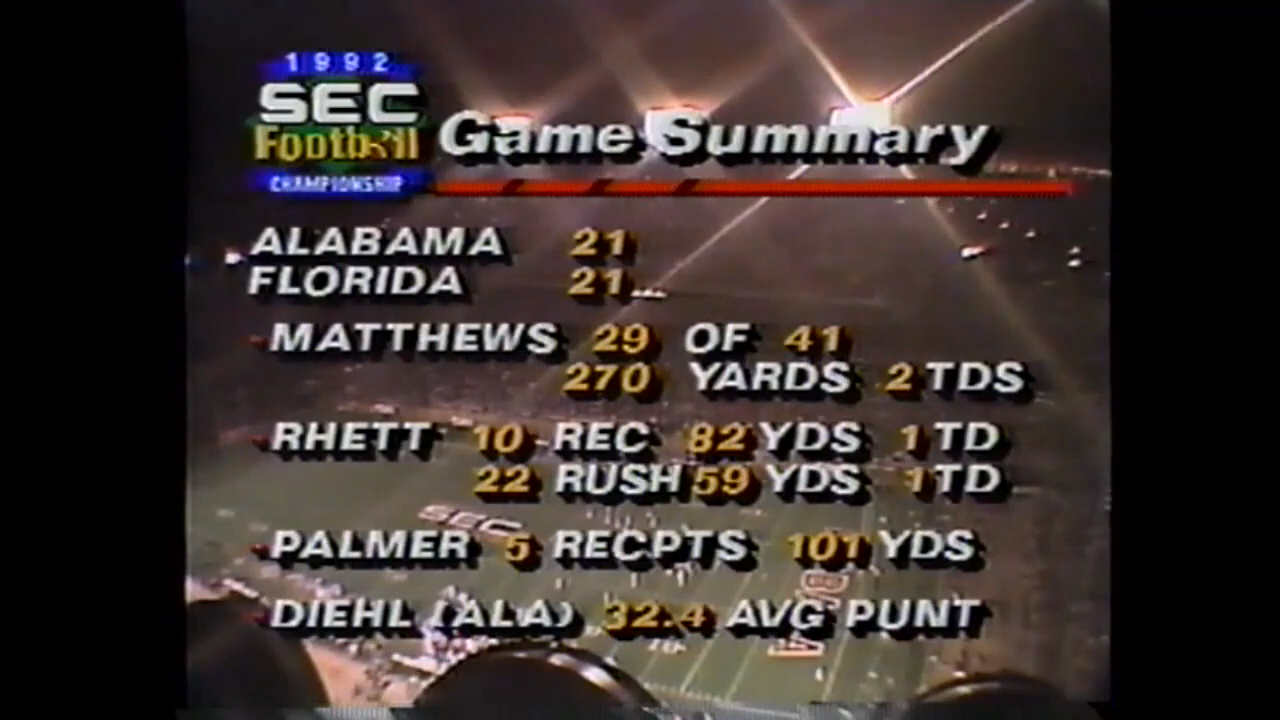 1992
SEC
Football
CHAMPIONSHIP
Game Summary
ALABAMA 21
FLORIDA 21
MATTHEWS 29 OF 41
270 YARDS 2 TDS
RHETT 10 REC 82 YDS 1 TD
22 RUSH 59 YDS 1 TD
PALMER 5 RECPTS 101 YDS
SEC
DIEHL (ALA) 32.4 AVG PUNT